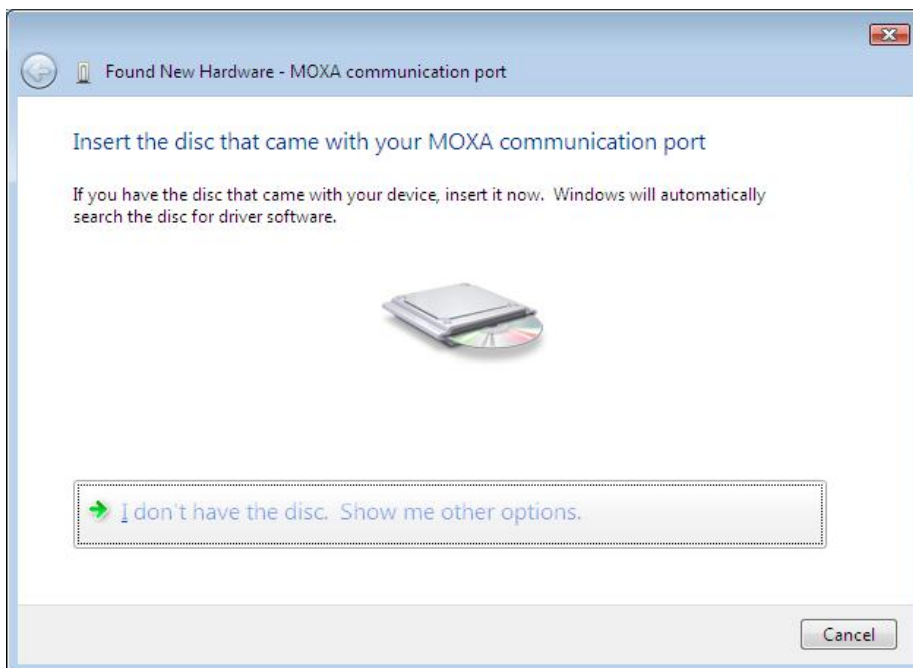 Found New Hardware - MOXA communication port
Insert the disc that came with your MOXA communication port
If you have the disc that came with your device, insert it now.  Windows will automatically
search the disc for driver software.
I don't have the disc.  Show me other options.
Cancel